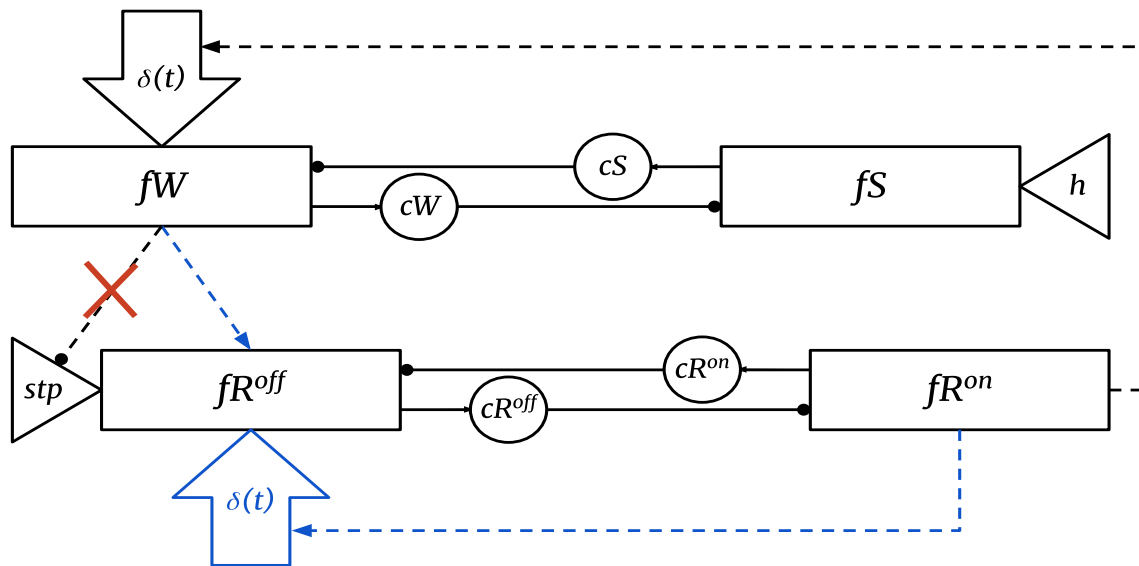 δ(t)
fW
cS
fS
h
cW
stp
fR^off
cR^on
fR^on
cR^off
δ(t)